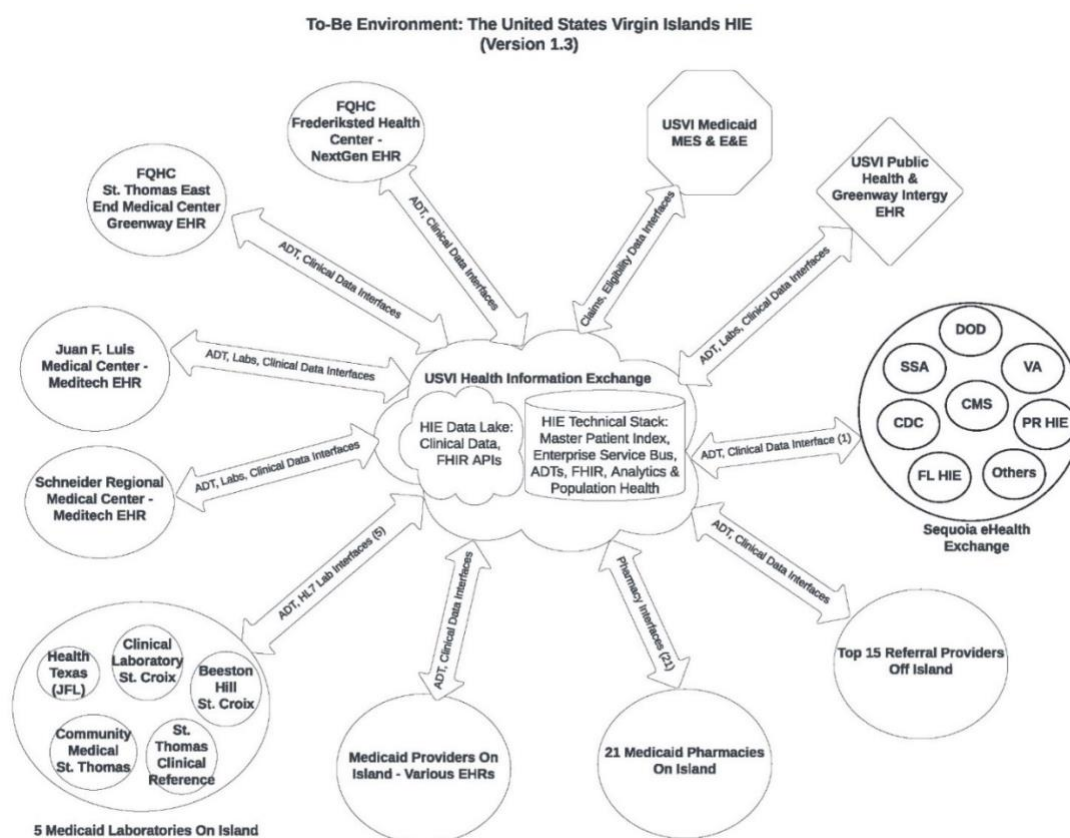 To-Be Environment: The United States Virgin Islands HIE
(Version 1.3)
FQHC
Frederiksted Health
Center -
NextGen EHR
USVI Medicaid
MES & E&E
FQHC
St. Thomas East
End Medical Center
Greenway EHR
USVI Public
Health &
Greenway Intergy
EHR
ADT, Clinical Data Interfaces
ADT, Clinical Data Interfaces
Claims, Eligibility Data Interfaces
ADT, Labs, Clinical Data Interfaces
Juan F. Luis
Medical Center -
Meditech EHR
ADT, Labs, Clinical Data Interfaces
USVI Health Information Exchange
HIE Data Lake:
Clinical Data,
FHIR APIs
HIE Technical Stack:
Master Patient Index,
Enterprise Service Bus,
ADTs, FHIR, Analytics &
Population Health
DOD
SSA
VA
CMS
CDC
PR HIE
FL HIE
Others
Sequoia eHealth
Exchange
ADT, Clinical Data Interface (1)
Schneider Regional
Medical Center -
Meditech EHR
ADT, Labs, Clinical Data Interfaces
ADT, HL7 Lab Interfaces (5)
ADT, Clinical Data Interfaces
Pharmacy Interfaces (21)
ADT, Clinical Data Interfaces
Health
Texas
(JFL)
Clinical
Laboratory
St. Croix
Beeston
Hill
St. Croix
Community
Medical
St. Thomas
St.
Thomas
Clinical
Reference
5 Medicaid Laboratories On Island
Medicaid Providers On
Island - Various EHRs
21 Medicaid Pharmacies
On Island
Top 15 Referral Providers
Off Island